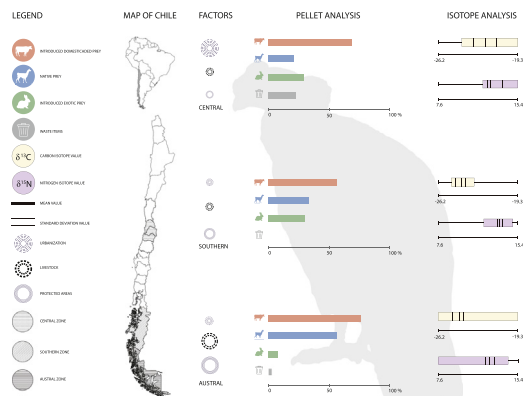 LEGEND
MAP OF CHILE
FACTORS
PELLET ANALYSIS
ISOTOPE ANALYSIS
INTRODUCED DOMESTICADED PREY
NATIVE PREY
INTRODUCED EXOTIC PREY
WASTE ITEMS
δ¹³C
CARBON ISOTOPE VALUE
δ¹⁵N
NITROGEN ISOTOPE VALUE
MEAN VALUE
STANDARD DEVIATION VALUE
URBANIZATION
LIVESTOCK
PROTECTED AREAS
CENTRAL ZONE
SOUTHERN ZONE
AUSTRAL ZONE
CENTRAL
0 50 100 %
-26.2 -19.3
7.6 15.4
SOUTHERN
0 50 100 %
-26.2 -19.3
7.6 15.4
AUSTRAL
0 50 100 %
-26.2 -19.3
7.6 15.4